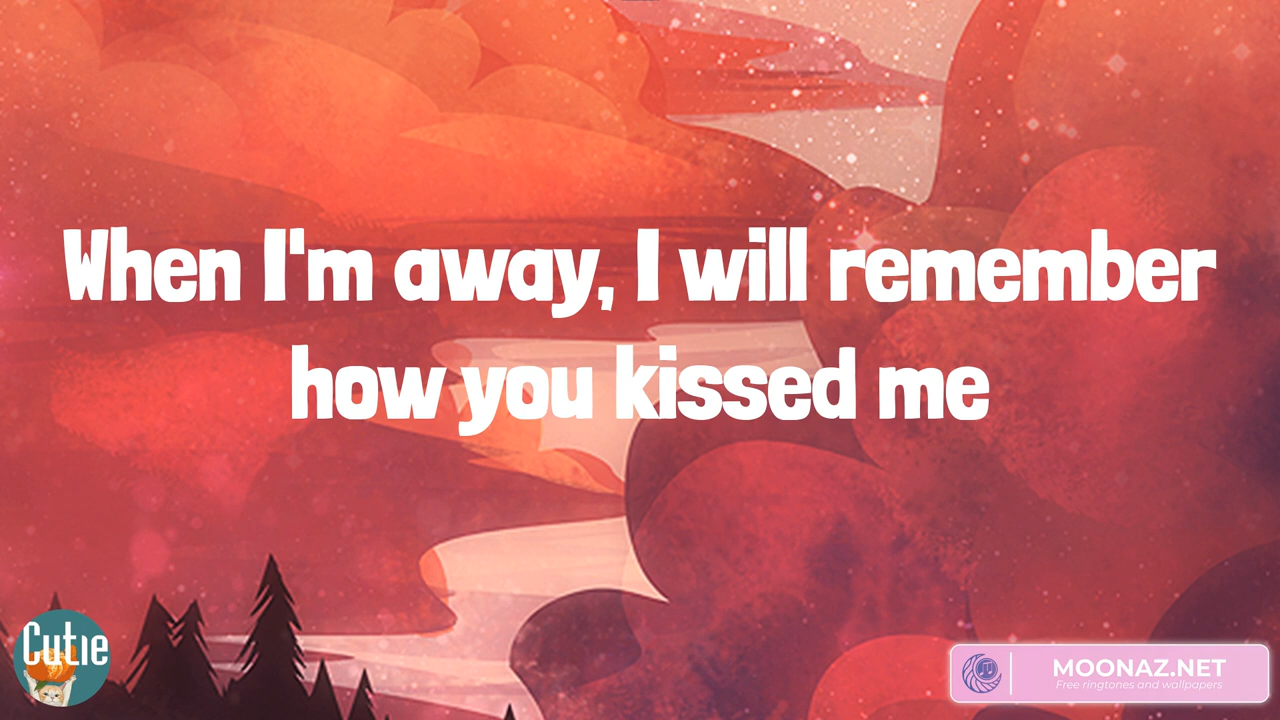 When I'm away, I will remember
how you kissed me
Cutie
MOONAZ.NET
Free ringtones and wallpapers